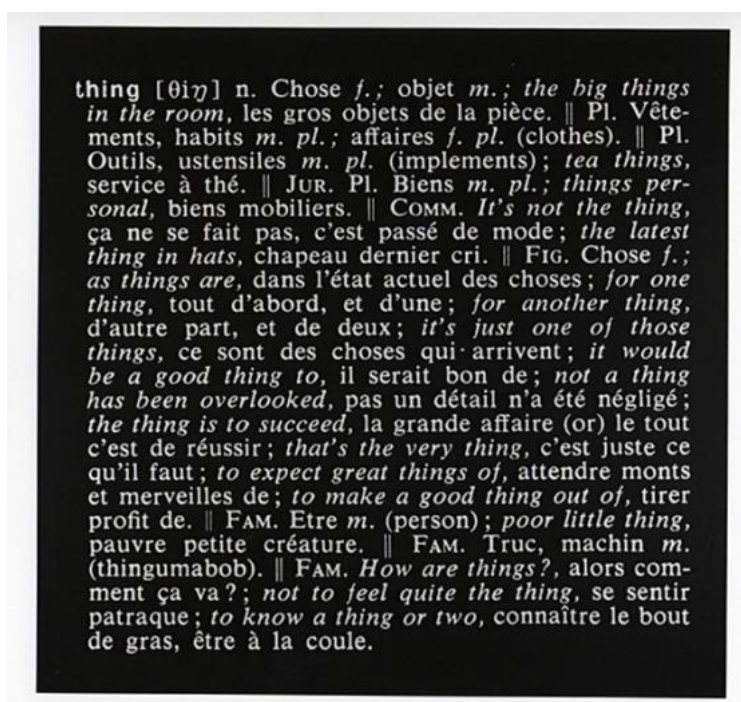 thing [θiŋ] n. Chose f.; objet m.; the big things
in the room, les gros objets de la pièce. || Pl. Vête-
ments, habits m. pl.; affaires f. pl. (clothes). || Pl.
Outils, ustensiles m. pl. (implements); tea things,
service à thé. || JUR. Pl. Biens m. pl.; things per-
sonal, biens mobiliers. || COMM. It's not the thing,
ça ne se fait pas, c'est passé de mode; the latest
thing in hats, chapeau dernier cri. || FIG. Chose f.;
as things are, dans l'état actuel des choses; for one
thing, tout d'abord, et d'une; for another thing,
d'autre part, et de deux; it's just one of those
things, ce sont des choses qui arrivent; it would
be a good thing to, il serait bon de; not a thing
has been overlooked, pas un détail n'a été négligé;
the thing is to succeed, la grande affaire (or) le tout
c'est de réussir; that's the very thing, c'est juste ce
qu'il faut; to expect great things of, attendre monts
et merveilles de; to make a good thing out of, tirer
profit de. || FAM. Etre m. (person); poor little thing,
pauvre petite créature. || FAM. Truc, machin m.
(thingumabob). || FAM. How are things?, alors com-
ment ça va?; not to feel quite the thing, se sentir
patraque; to know a thing or two, connaître le bout
de gras, être à la coule.